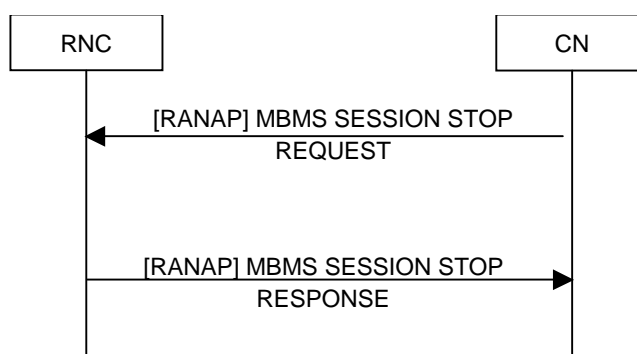 RNC
CN
[RANAP] MBMS SESSION STOP
REQUEST
[RANAP] MBMS SESSION STOP
RESPONSE